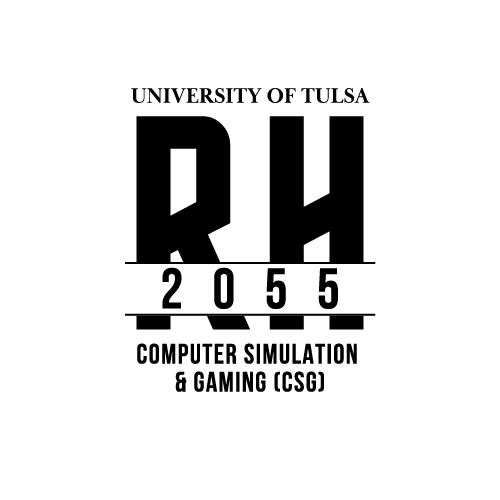 UNIVERSITY OF TULSA
RH
2055
COMPUTER SIMULATION
& GAMING (CSG)